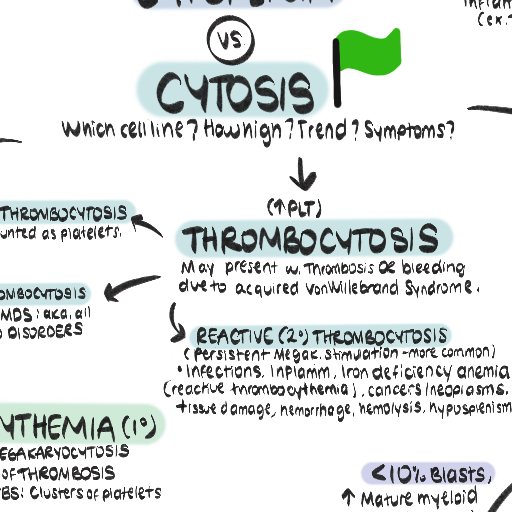 VS
CYTOSIS
Which cell line? How high? Trend? Symptoms?
(↑PLT)
THROMBOCYTOSIS
May present w. Thrombosis OR bleeding
due to acquired vonWillebrand Syndrome.
THROMBOCYTOSIS
unted as platelets.
OMBOCYTOSIS
MDS: aka. all
DISORDERS
REACTIVE (2°) THROMBOCYTOSIS
(Persistent Megak. stimulation - more common)
• Infections, Inflamm, Iron deficiency anemia
(reactive thrombocythemia), cancers/neoplasms,
tissue damage, hemorrhage, hemolysis, hyposplenism
YTHEMIA (1°)
EGAKARYOCYTOSIS
OF THROMBOSIS
BS: Clusters of platelets
<10% Blasts,
↑ Mature myeloid